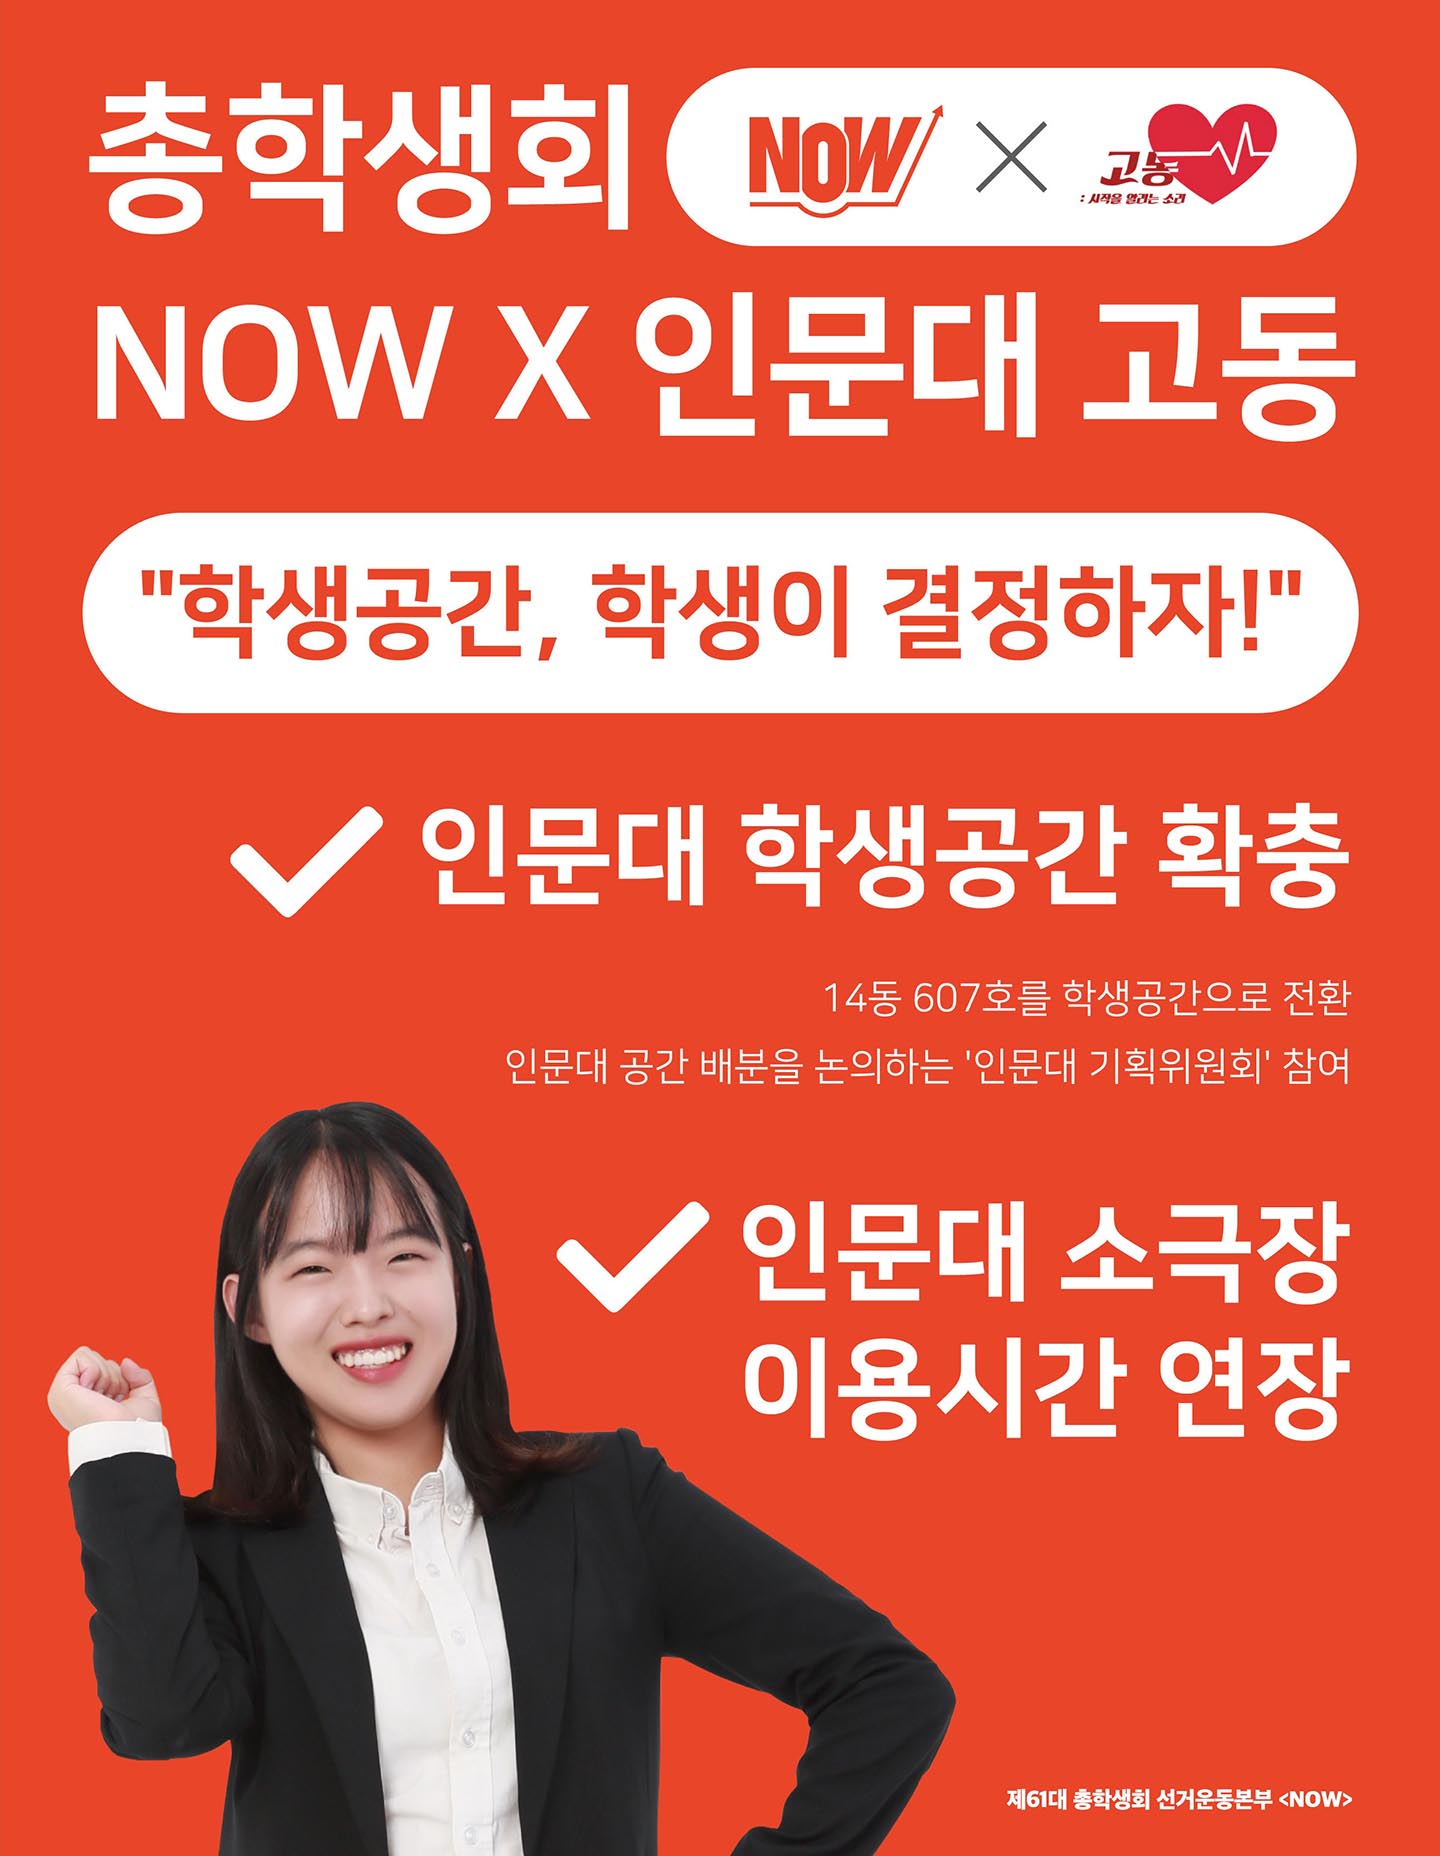 총학생회
NOW
고동
: 시작을 알리는 소리
NOW X 인문대 고동
"학생공간, 학생이 결정하자!"
인문대 학생공간 확충
14동 607호를 학생공간으로 전환
인문대 공간 배분을 논의하는 '인문대 기획위원회' 참여
인문대 소극장
이용시간 연장
제61대 총학생회 선거운동본부 <NOW>